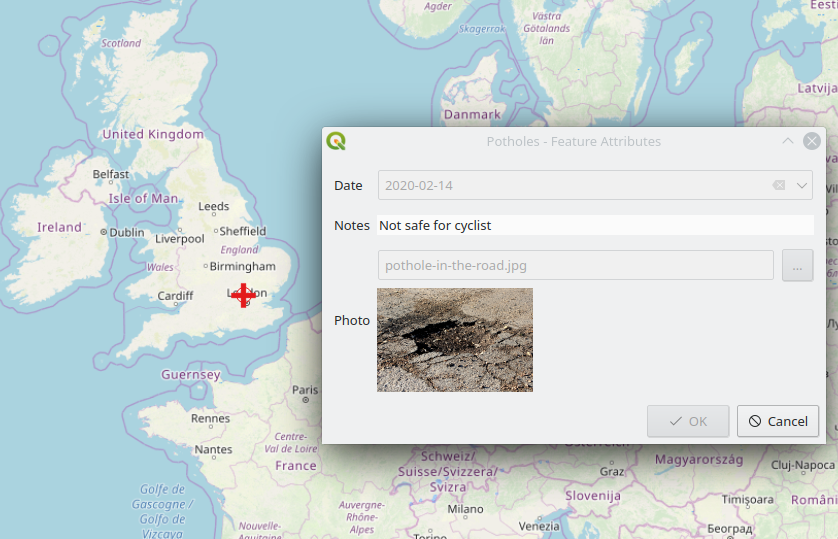 Scotland
United Kingdom
Belfast
Isle of Man
Leeds
Ireland
Dublin
Sheffield
Liverpool
England
Wales
Birmingham
Cardiff
London
Guernsey
Paris
Rennes
Nantes
Centre-
Val de Loire
France
Golfe de
Gascogne /
Golfo de
Vizcaya
Auvergne-
Rhône-
Alpes
Nouvelle-
Aquitaine
Skagerrak
Västra
Götalands
län
Danmark
Latvija
Potholes - Feature Attributes
Date
2020-02-14
Notes
Not safe for cyclist
pothole-in-the-road.jpg
...
Photo
OK
Cancel
Schweiz/
Suisse/Svizzera/
Svizra
Milano
Torino
Venezia
Graz
Slovenija
Magyarország
Cluj-Napoca
Timișoara
Београд